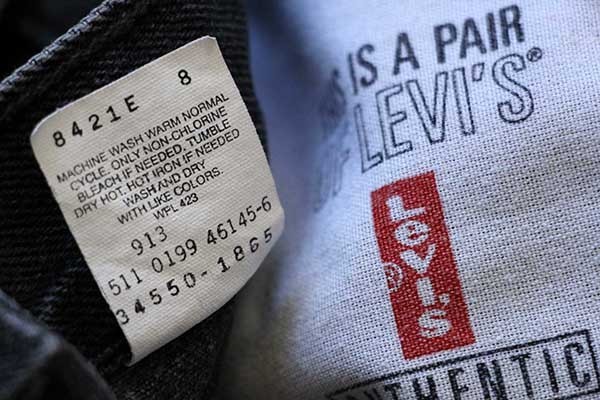 8421E 8
MACHINE WASH WARM NORMAL
CYCLE. ONLY NON-CHLORINE
BLEACH IF NEEDED. TUMBLE
DRY HOT. HOT IRON IF NEEDED
WASH AND DRY
WITH LIKE COLORS.
WFL 423
913
511 0199 46145-6
34550-1865
IS A PAIR
OF LEVI'S®
Levi's
®
AUTHENTIC